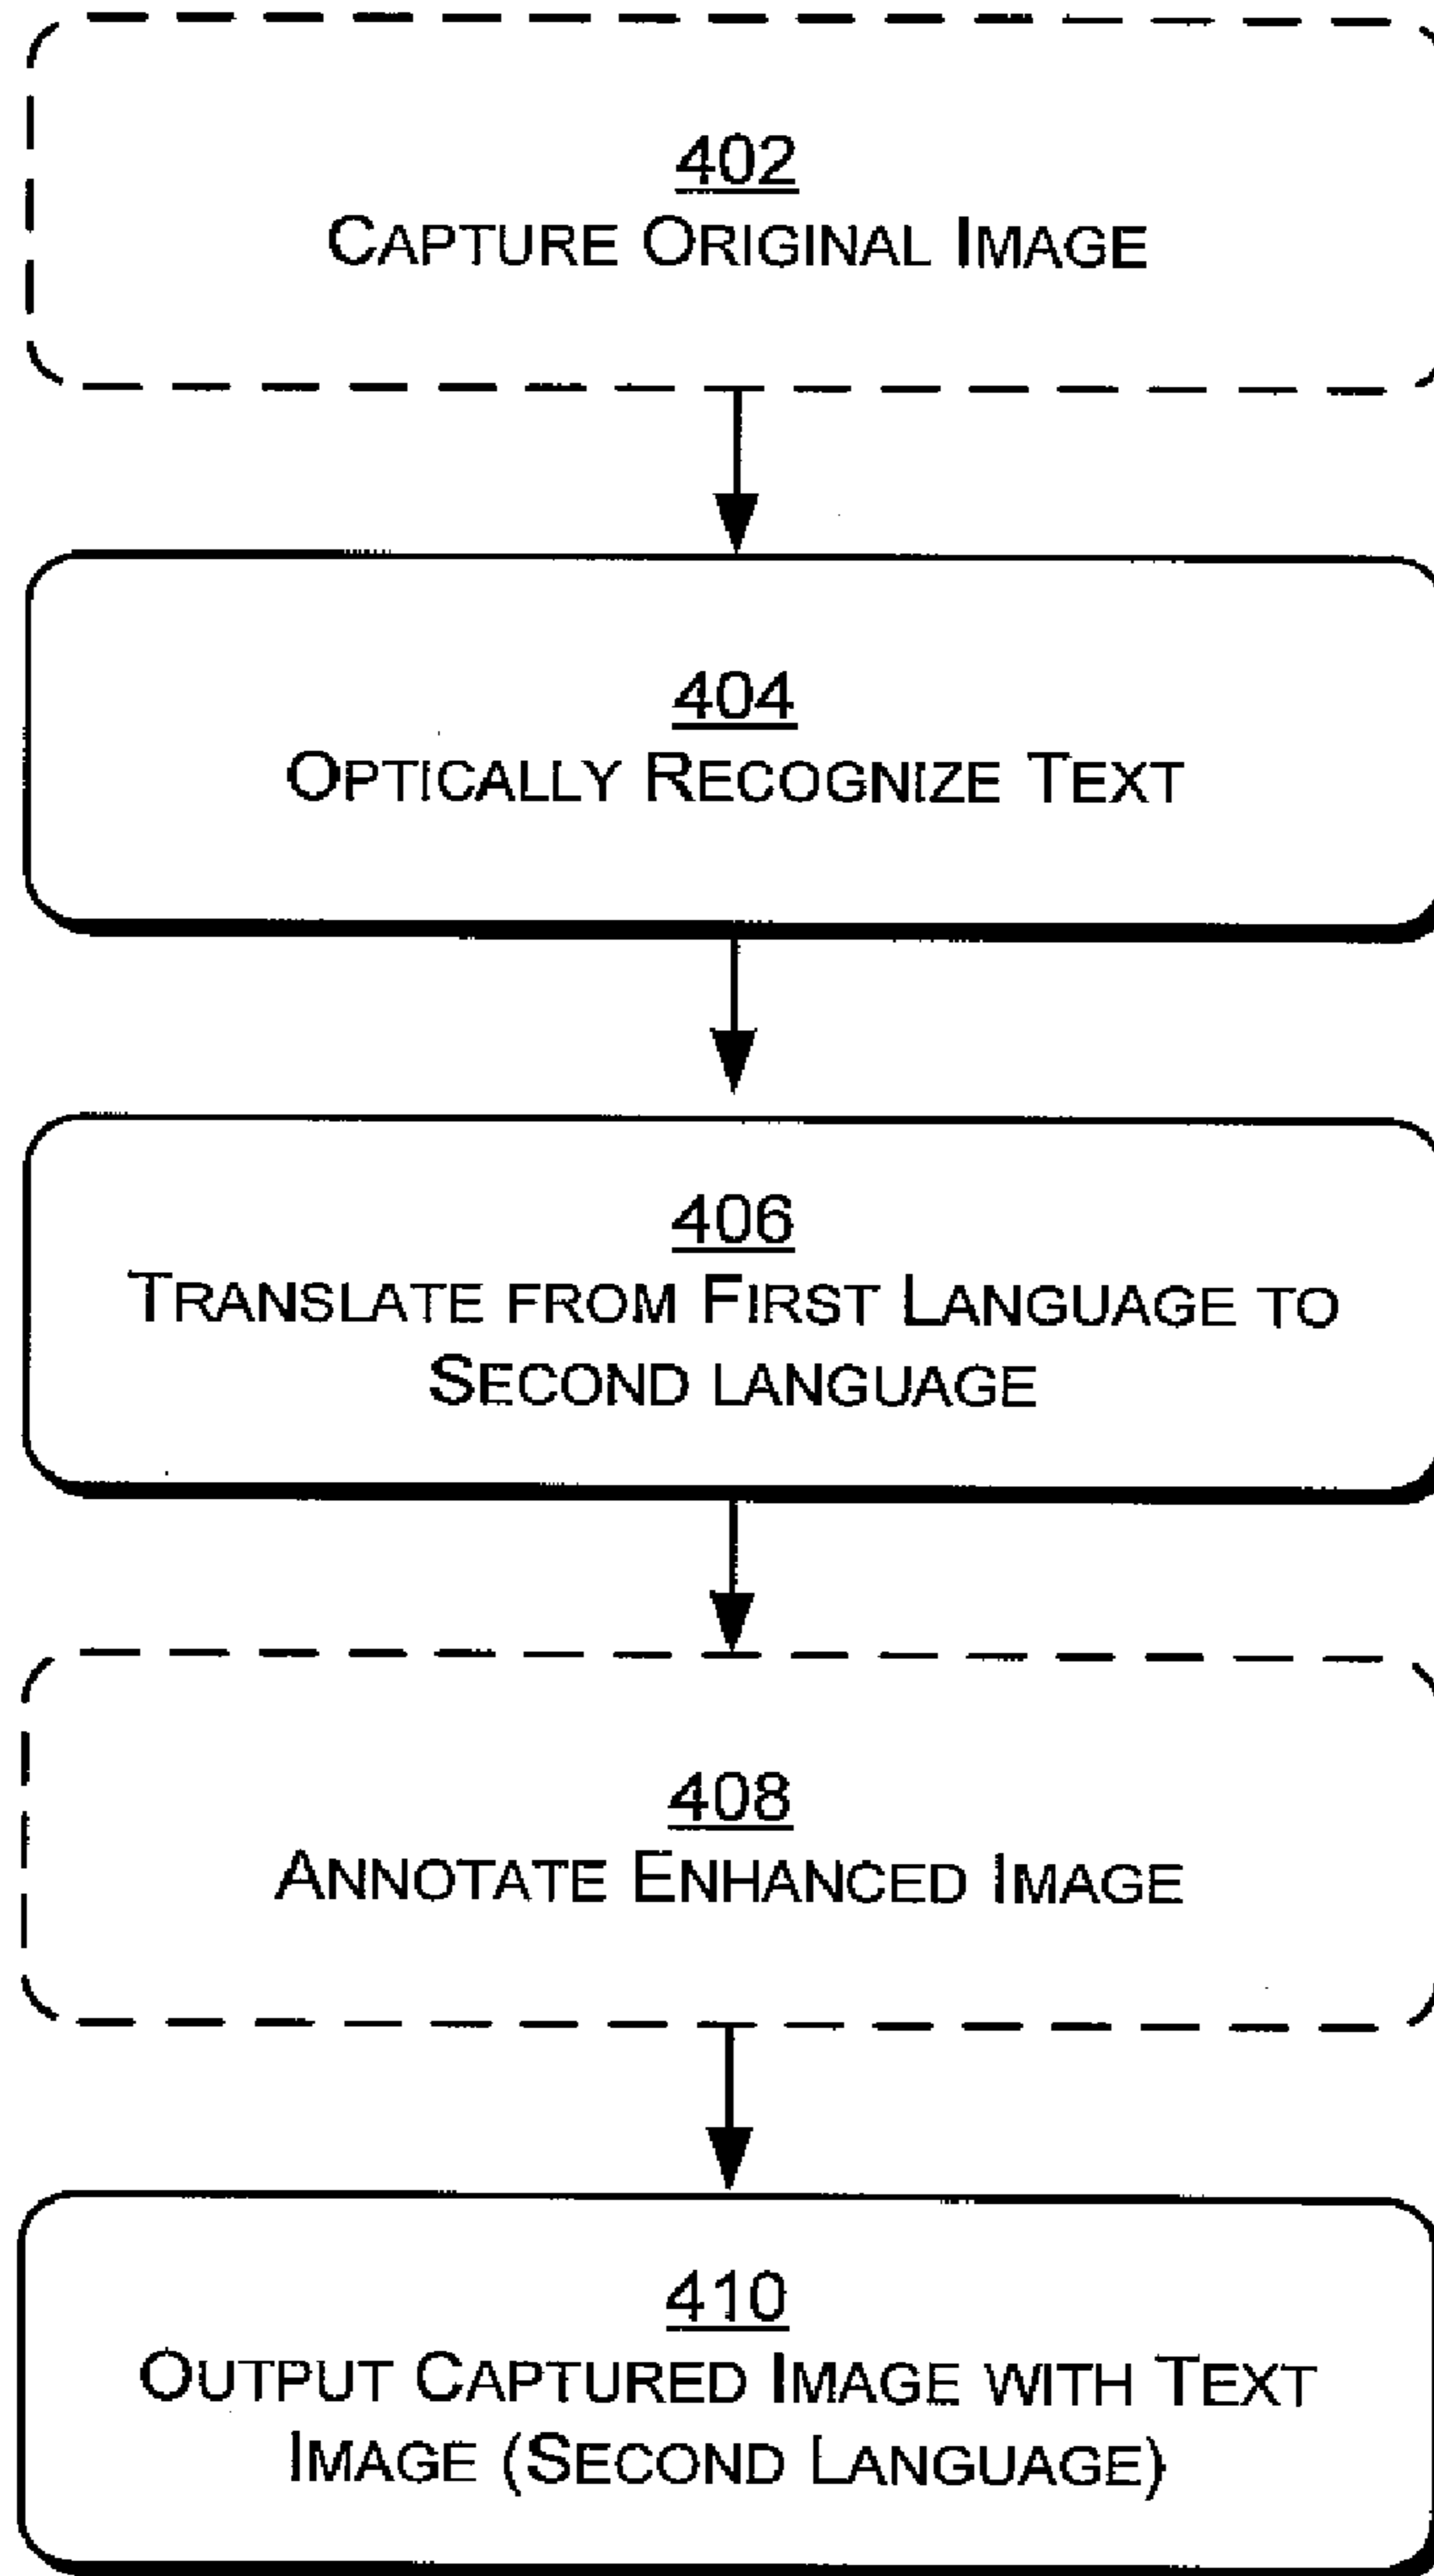 402
CAPTURE ORIGINAL IMAGE
404
OPTICALLY RECOGNIZE TEXT
406
TRANSLATE FROM FIRST LANGUAGE TO
SECOND LANGUAGE
408
ANNOTATE ENHANCED IMAGE
410
OUTPUT CAPTURED IMAGE WITH TEXT
IMAGE (SECOND LANGUAGE)